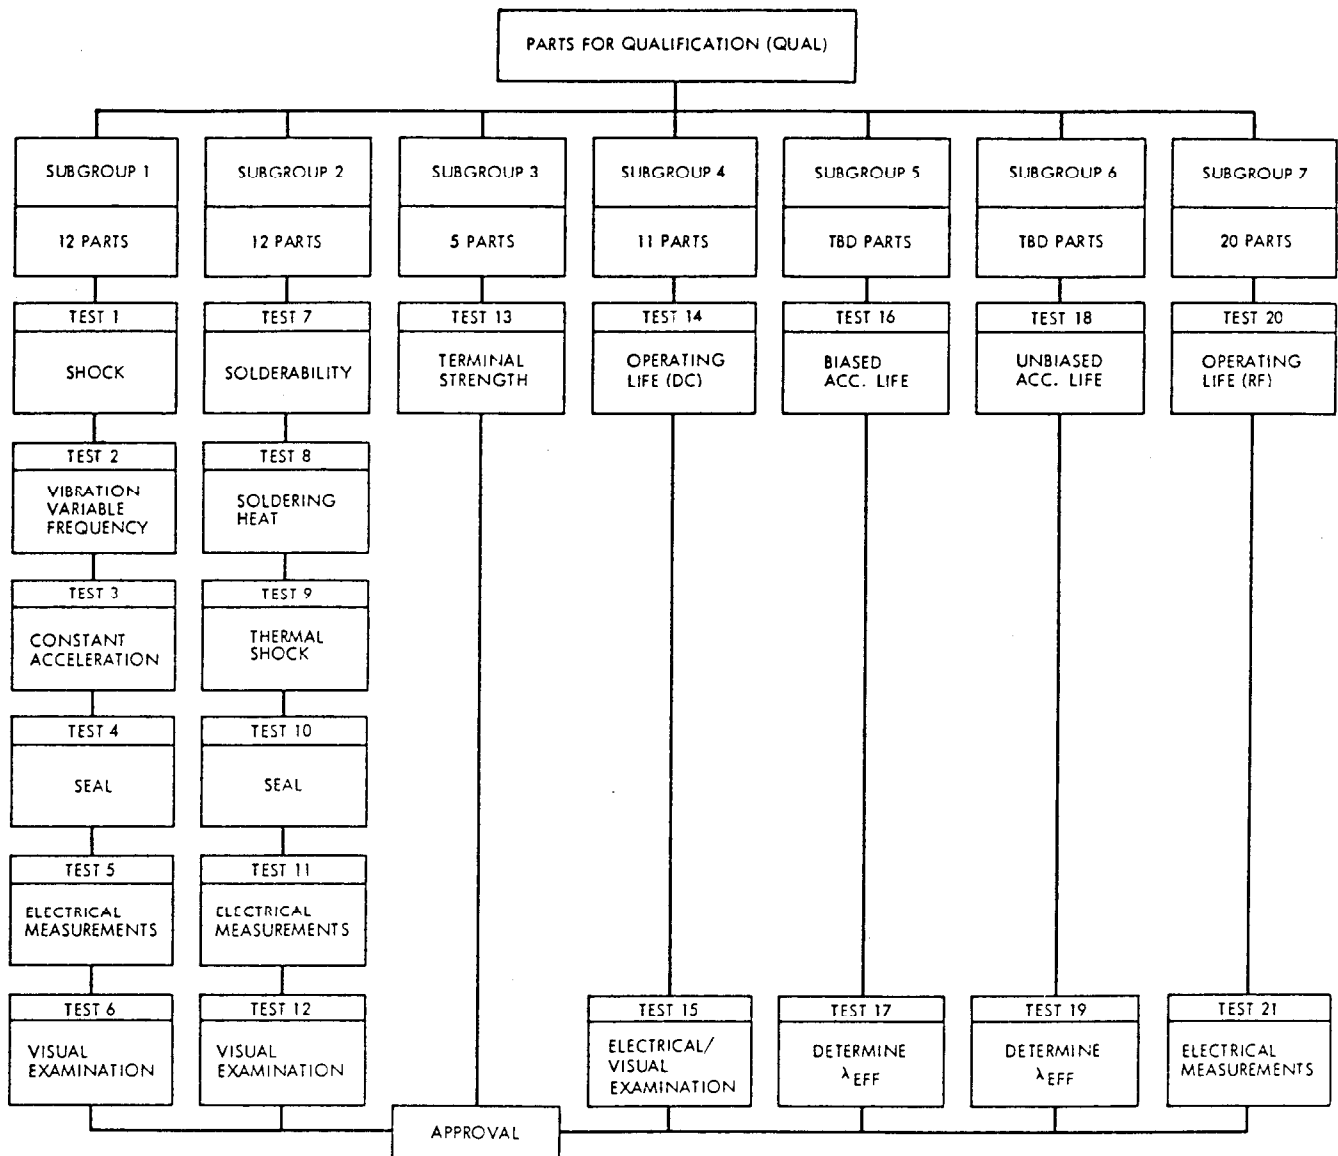 PARTS FOR QUALIFICATION (QUAL)
SUBGROUP 1
12 PARTS
TEST 1
SHOCK
TEST 2
VIBRATION
VARIABLE
FREQUENCY
TEST 3
CONSTANT
ACCELERATION
TEST 4
SEAL
TEST 5
ELECTRICAL
MEASUREMENTS
TEST 6
VISUAL
EXAMINATION
SUBGROUP 2
12 PARTS
TEST 7
SOLDERABILITY
TEST 8
SOLDERING
HEAT
TEST 9
THERMAL
SHOCK
TEST 10
SEAL
TEST 11
ELECTRICAL
MEASUREMENTS
TEST 12
VISUAL
EXAMINATION
SUBGROUP 3
5 PARTS
TEST 13
TERMINAL
STRENGTH
SUBGROUP 4
11 PARTS
TEST 14
OPERATING
LIFE (DC)
TEST 15
ELECTRICAL/
VISUAL
EXAMINATION
SUBGROUP 5
TBD PARTS
TEST 16
BIASED
ACC. LIFE
TEST 17
DETERMINE
λEFF
SUBGROUP 6
TBD PARTS
TEST 18
UNBIASED
ACC. LIFE
TEST 19
DETERMINE
λEFF
SUBGROUP 7
20 PARTS
TEST 20
OPERATING
LIFE (RF)
TEST 21
ELECTRICAL
MEASUREMENTS
APPROVAL